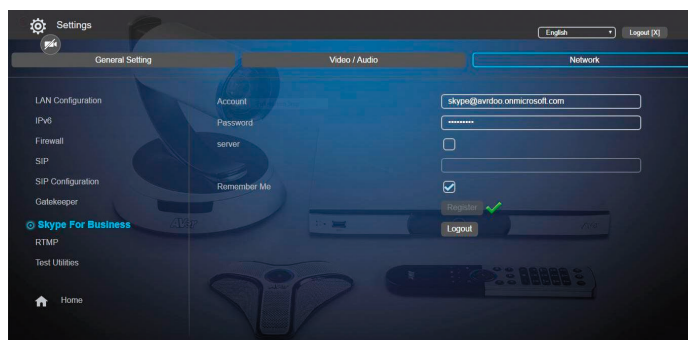 Settings
English
Logout [X]
General Setting
Video / Audio
Network
LAN Configuration
IPv6
Firewall
SIP
SIP Configuration
Gatekeeper
Skype For Business
RTMP
Test Utilities
Home
Account
skype@avrdoo.onmicrosoft.com
Password
•••••••••
server
Remember Me
Register
Logout